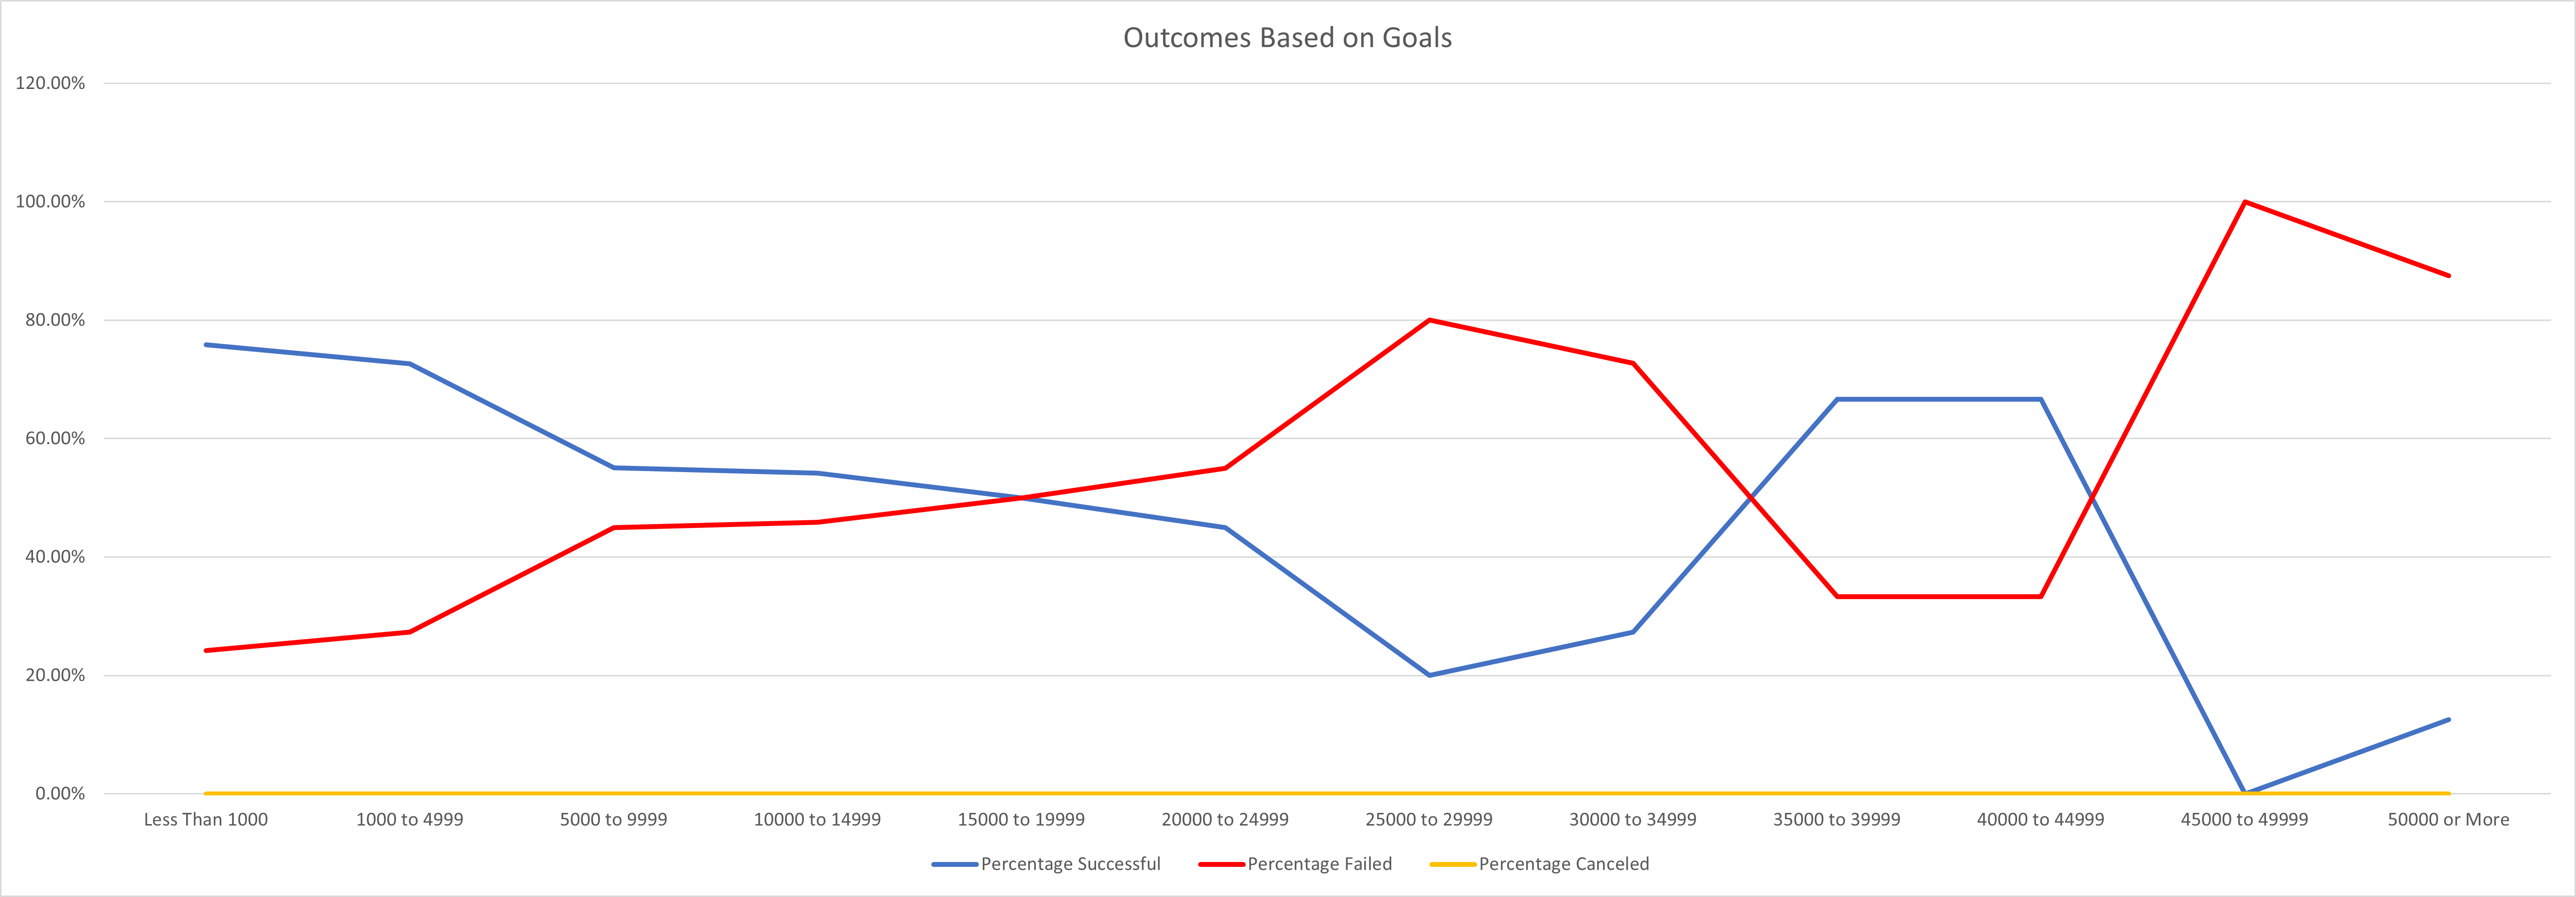 Outcomes Based on Goals
120.00%
100.00%
80.00%
60.00%
40.00%
20.00%
0.00%
Less Than 1000 1000 to 4999 5000 to 9999 10000 to 14999 15000 to 19999 20000 to 24999 25000 to 29999 30000 to 34999 35000 to 39999 40000 to 44999 45000 to 49999 50000 or More
Percentage Successful Percentage Failed Percentage Canceled